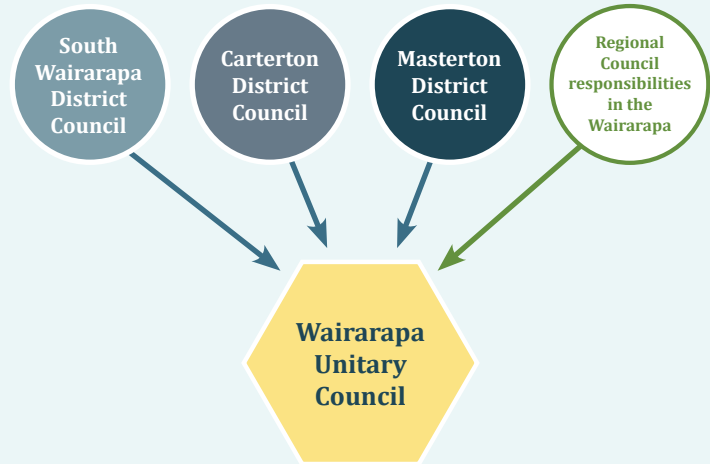 South
Wairarapa
District
Council
Carterton
District
Council
Masterton
District
Council
Regional
Council
responsibilities
in the
Wairarapa
Wairarapa
Unitary
Council